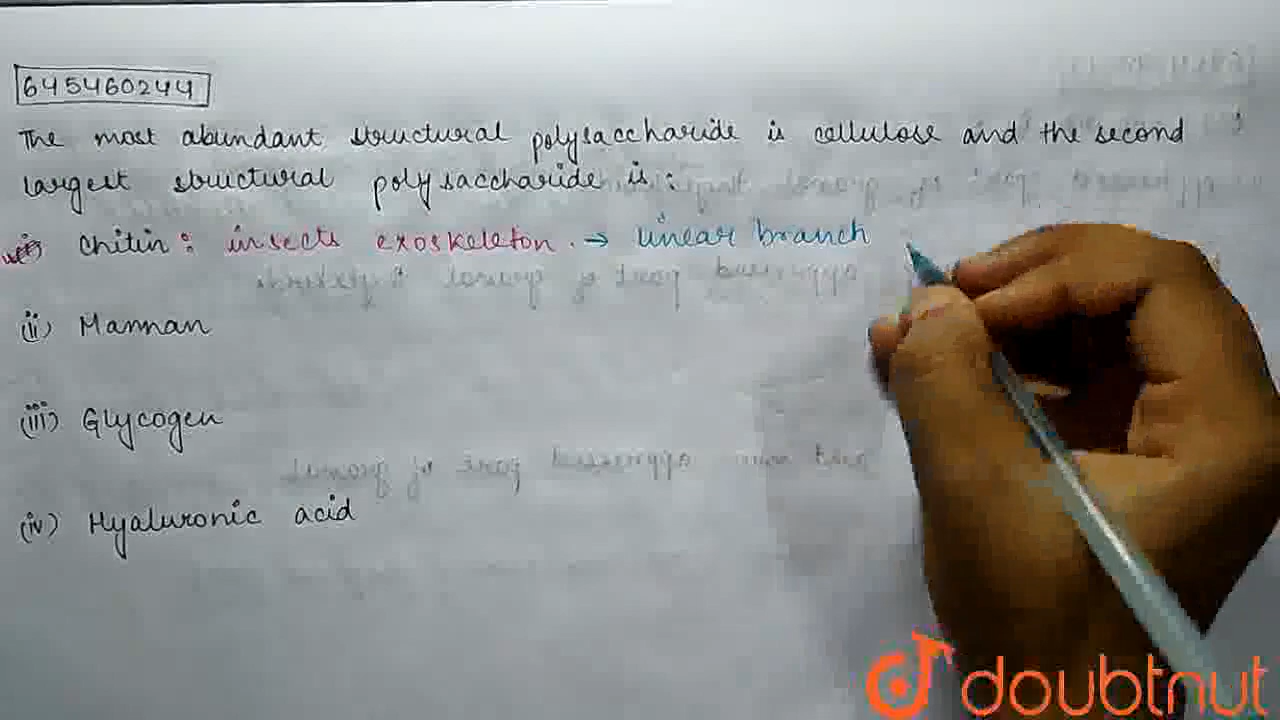 645460244
The most abundant structural polysaccharide is cellulose and the second
largest structural polysaccharide is:
chitin: insects exoskeleton. → linear branch
(ii) Mannan
(iii) Glycogen
(iv) Hyaluronic acid
doubtnut